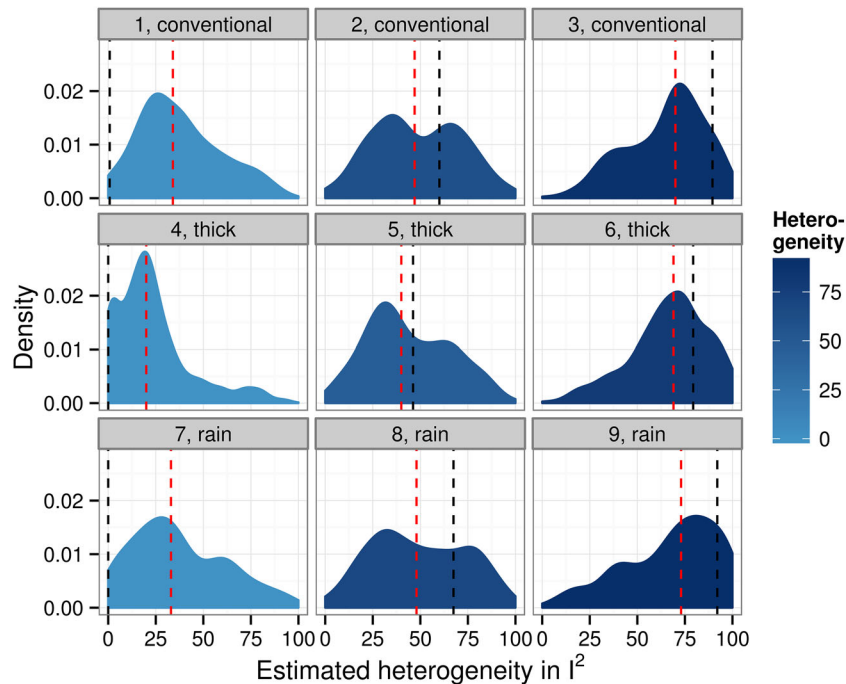 1, conventional
2, conventional
3, conventional
0.02
0.01
0.00
4, thick
5, thick
6, thick
0.02
0.01
0.00
7, rain
8, rain
9, rain
0.02
0.01
0.00
0 25 50 75 100
0 25 50 75 100
0 25 50 75 100
Density
Estimated heterogeneity in I²
Hetero-
geneity
75
50
25
0